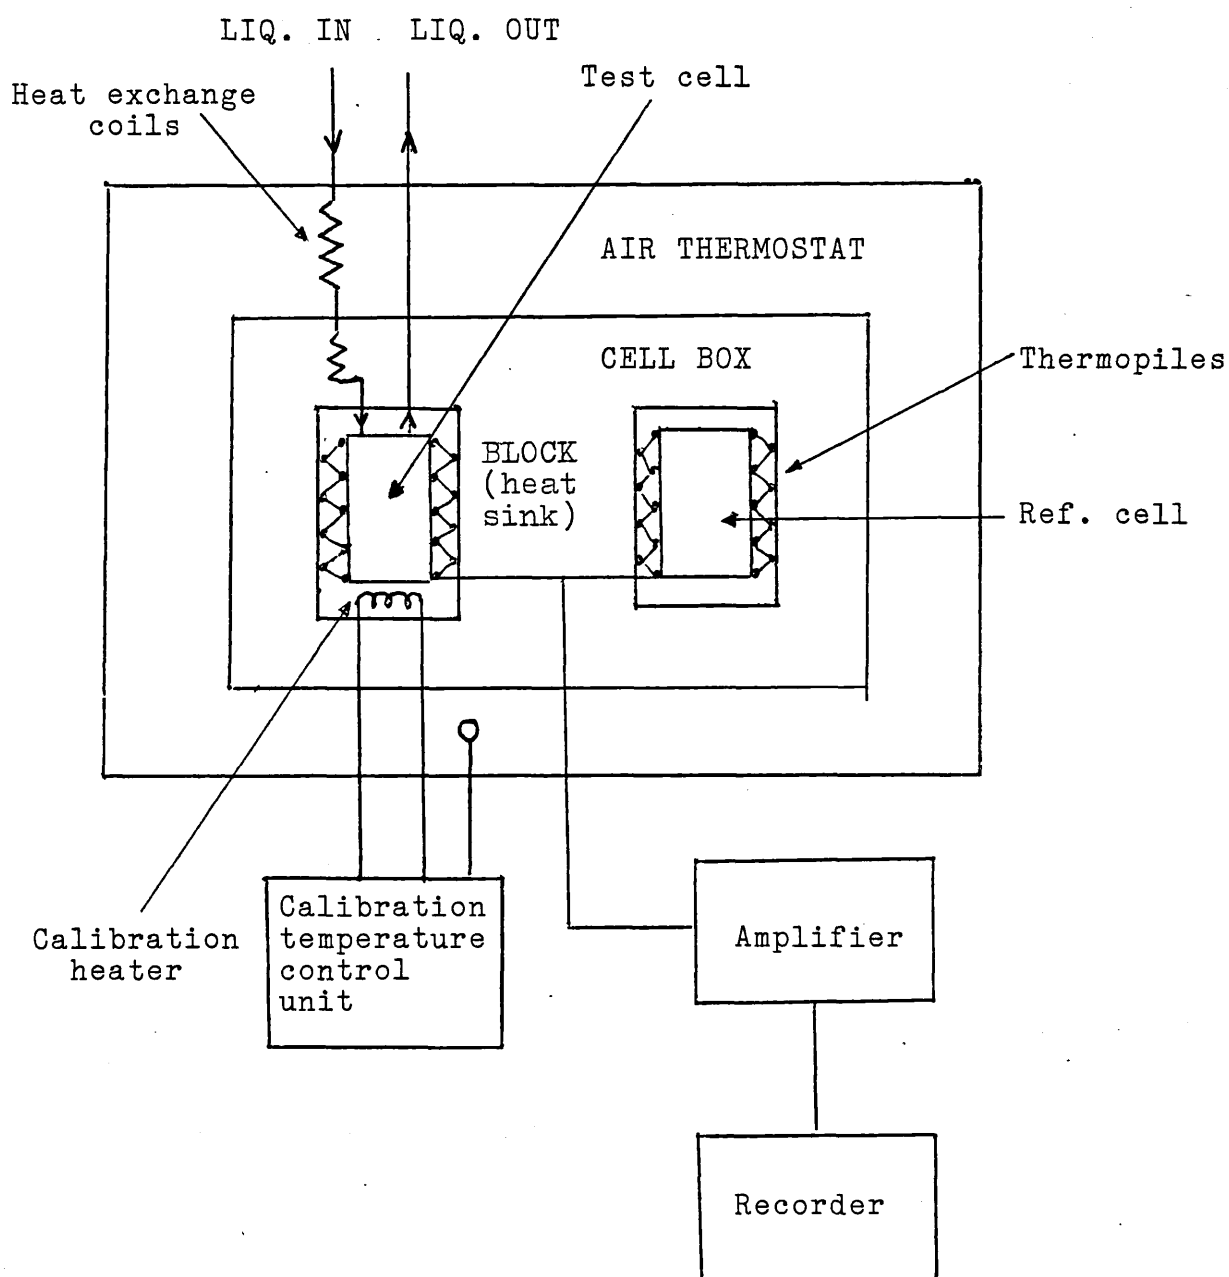 LIQ. IN LIQ. OUT
Heat exchange
coils
Test cell
AIR THERMOSTAT
CELL BOX
Thermopiles
BLOCK
(heat
sink)
Ref. cell
Calibration
heater
Calibration
temperature
control
unit
Amplifier
Recorder